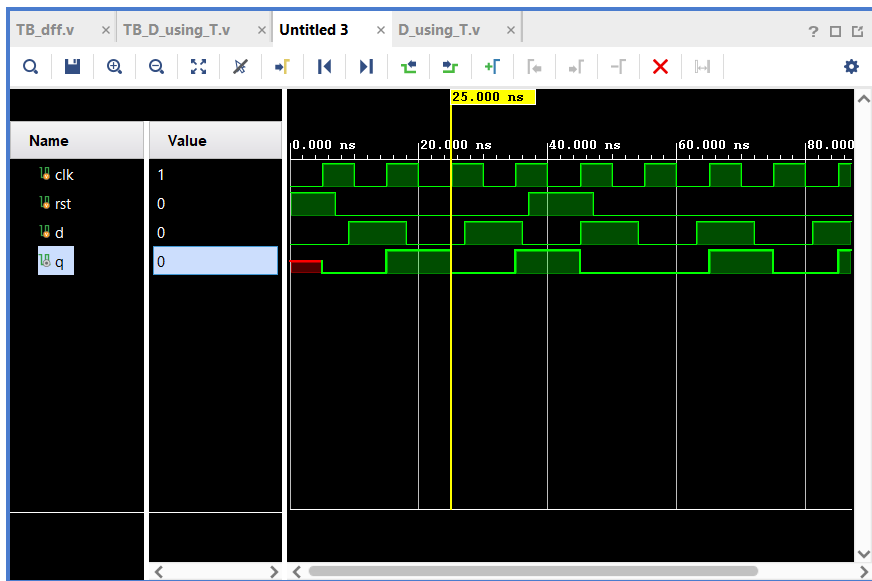 TB_dff.v × TB_D_using_T.v × Untitled 3 × D_using_T.v × ?
25.000 ns
Name Value
0.000 ns 20.000 ns 40.000 ns 60.000 ns 80.000
clk 1
rst 0
d 0
q 0